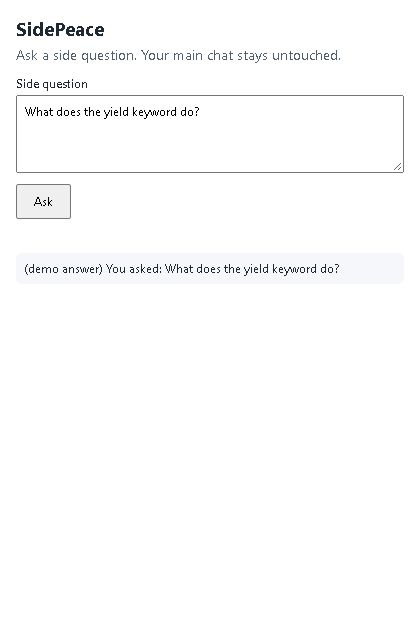 SidePeace
Ask a side question. Your main chat stays untouched.
Side question
What does the yield keyword do?
Ask
(demo answer) You asked: What does the yield keyword do?